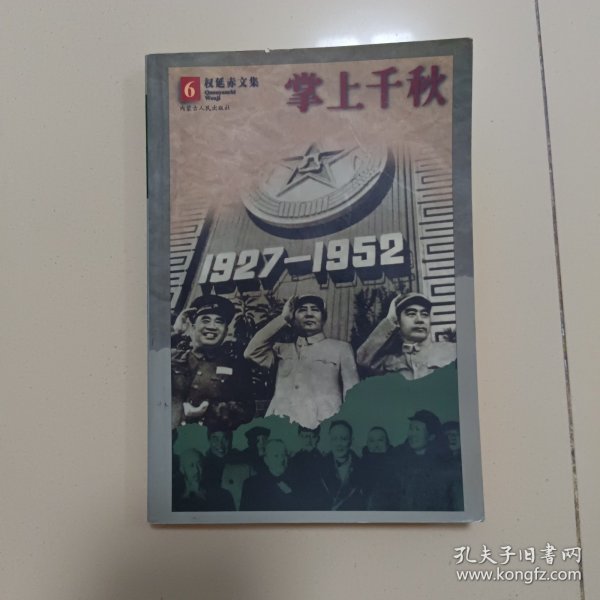 6
权延赤文集
Quanyanchi
Wenji
内蒙古人民出版社
掌上千秋
1927—1952
孔夫子旧书网
www.kongfz.com